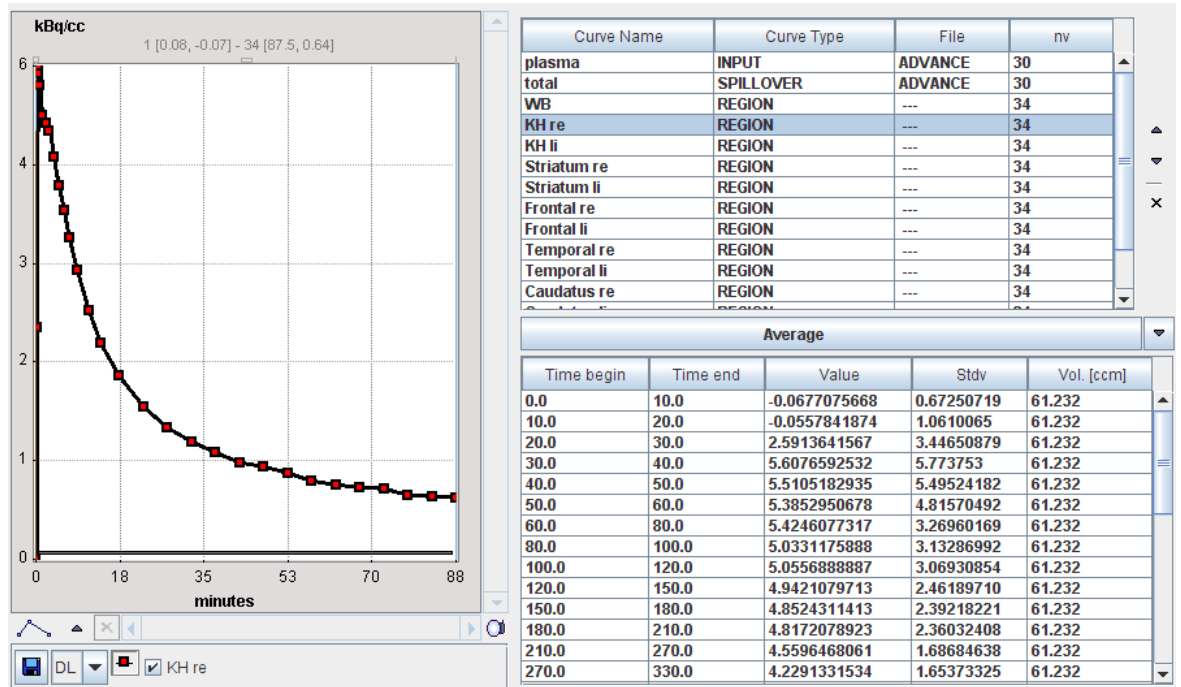 kBq/cc
1 [0.08, -0.07] - 34 [87.5, 0.64]
6
4
3
2
1
0
0 18 35 53 70 88
minutes
DL KH re
Curve Name Curve Type File nv
plasma INPUT ADVANCE 30
total SPILLOVER ADVANCE 30
WB REGION --- 34
KH re REGION --- 34
KH li REGION --- 34
Striatum re REGION --- 34
Striatum li REGION --- 34
Frontal re REGION --- 34
Frontal li REGION --- 34
Temporal re REGION --- 34
Temporal li REGION --- 34
Caudatus re REGION --- 34
Average
Time begin Time end Value Stdv Vol. [ccm]
0.0 10.0 -0.0677075668 0.67250719 61.232
10.0 20.0 -0.0557841874 1.0610065 61.232
20.0 30.0 2.5913641567 3.44650879 61.232
30.0 40.0 5.6076592532 5.773753 61.232
40.0 50.0 5.5105182935 5.49524182 61.232
50.0 60.0 5.3852950678 4.81570492 61.232
60.0 80.0 5.4246077317 3.26960169 61.232
80.0 100.0 5.0331175888 3.13286992 61.232
100.0 120.0 5.0556888887 3.06930854 61.232
120.0 150.0 4.9421079713 2.46189710 61.232
150.0 180.0 4.8524311413 2.39218221 61.232
180.0 210.0 4.8172078923 2.36032408 61.232
210.0 270.0 4.5596468061 1.68684638 61.232
270.0 330.0 4.2291331534 1.65373325 61.232